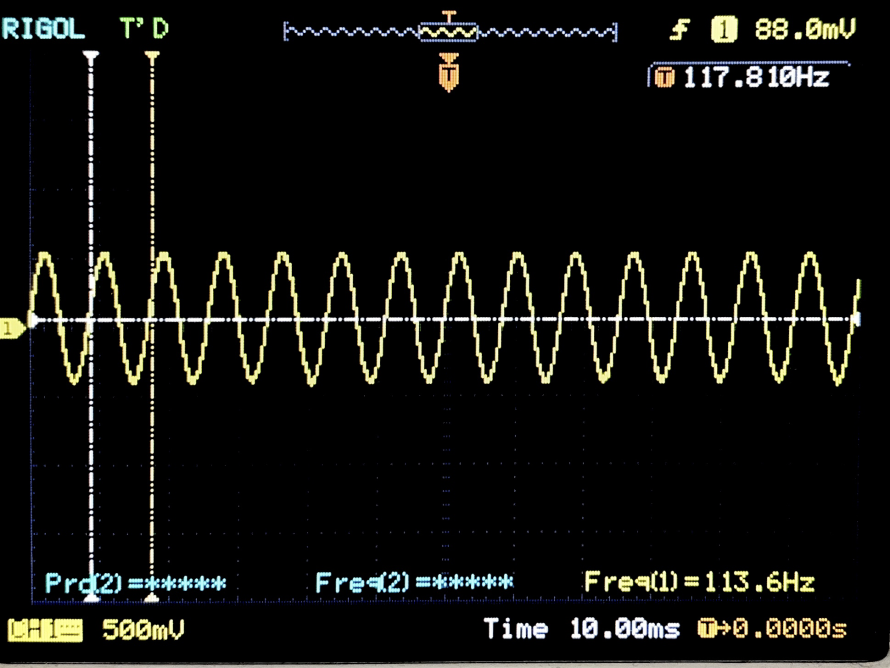 RIGOL T'D T 1 88.0mV
T 117.810Hz
1
Prd(2)=***** Freq(2)=***** Freq(1)=113.6Hz
CH1 500mV Time 10.00ms T→0.0000s